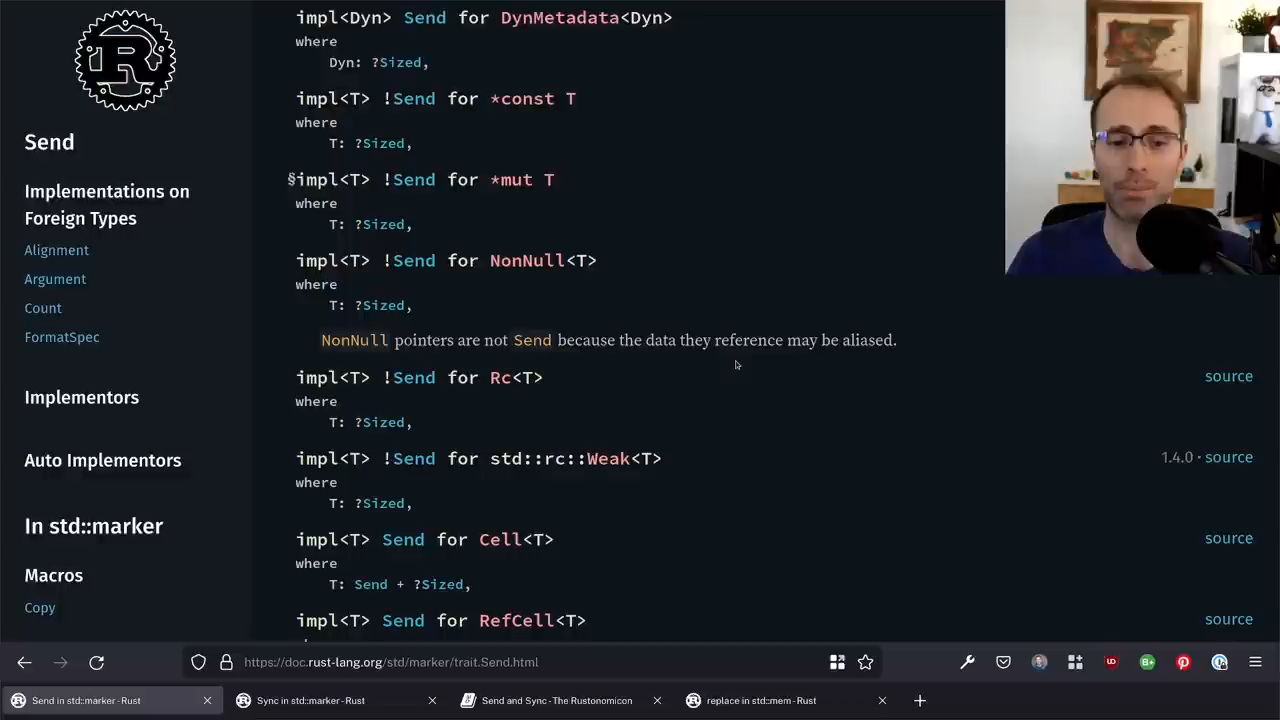 impl<Dyn> Send for DynMetadata<Dyn>
where
Dyn: ?Sized,
impl<T> !Send for *const T
where
T: ?Sized,
§impl<T> !Send for *mut T
where
T: ?Sized,
impl<T> !Send for NonNull<T>
where
T: ?Sized,
NonNull pointers are not Send because the data they reference may be aliased.
impl<T> !Send for Rc<T>
source
where
T: ?Sized,
impl<T> !Send for std::rc::Weak<T>
1.4.0 · source
where
T: ?Sized,
impl<T> Send for Cell<T>
source
where
T: Send + ?Sized,
impl<T> Send for RefCell<T>
source
R
Send
Implementations on
Foreign Types
Alignment
Argument
Count
FormatSpec
Implementors
Auto Implementors
In std::marker
Macros
Copy
https://doc.rust-lang.org/std/marker/trait.Send.html
Send in std::marker - Rust
Sync in std::marker - Rust
Send and Sync - The Rustonomicon
replace in std::mem - Rust